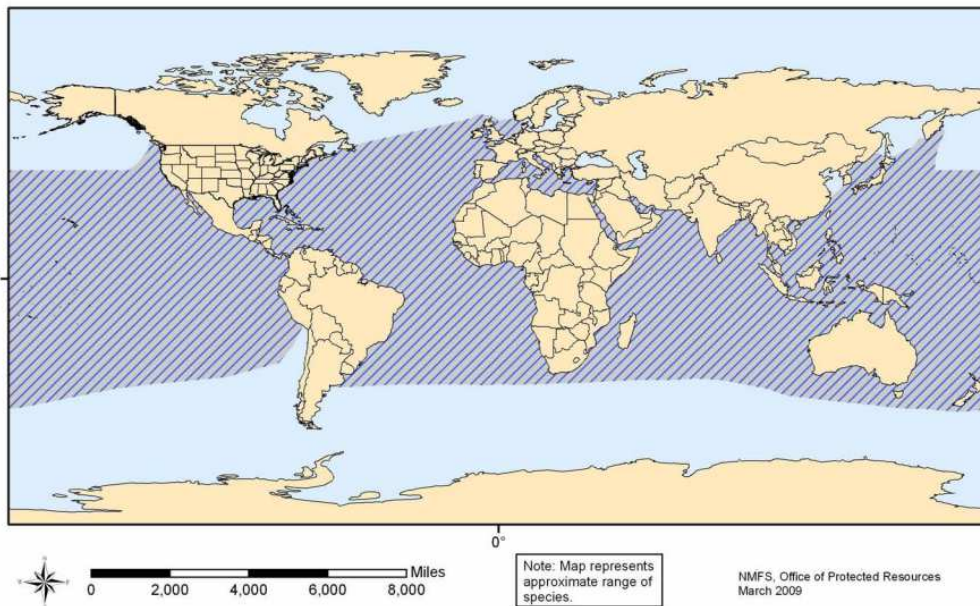 0°
Miles
0 2,000 4,000 6,000 8,000
Note: Map represents
approximate range of
species.
NMFS, Office of Protected Resources
March 2009